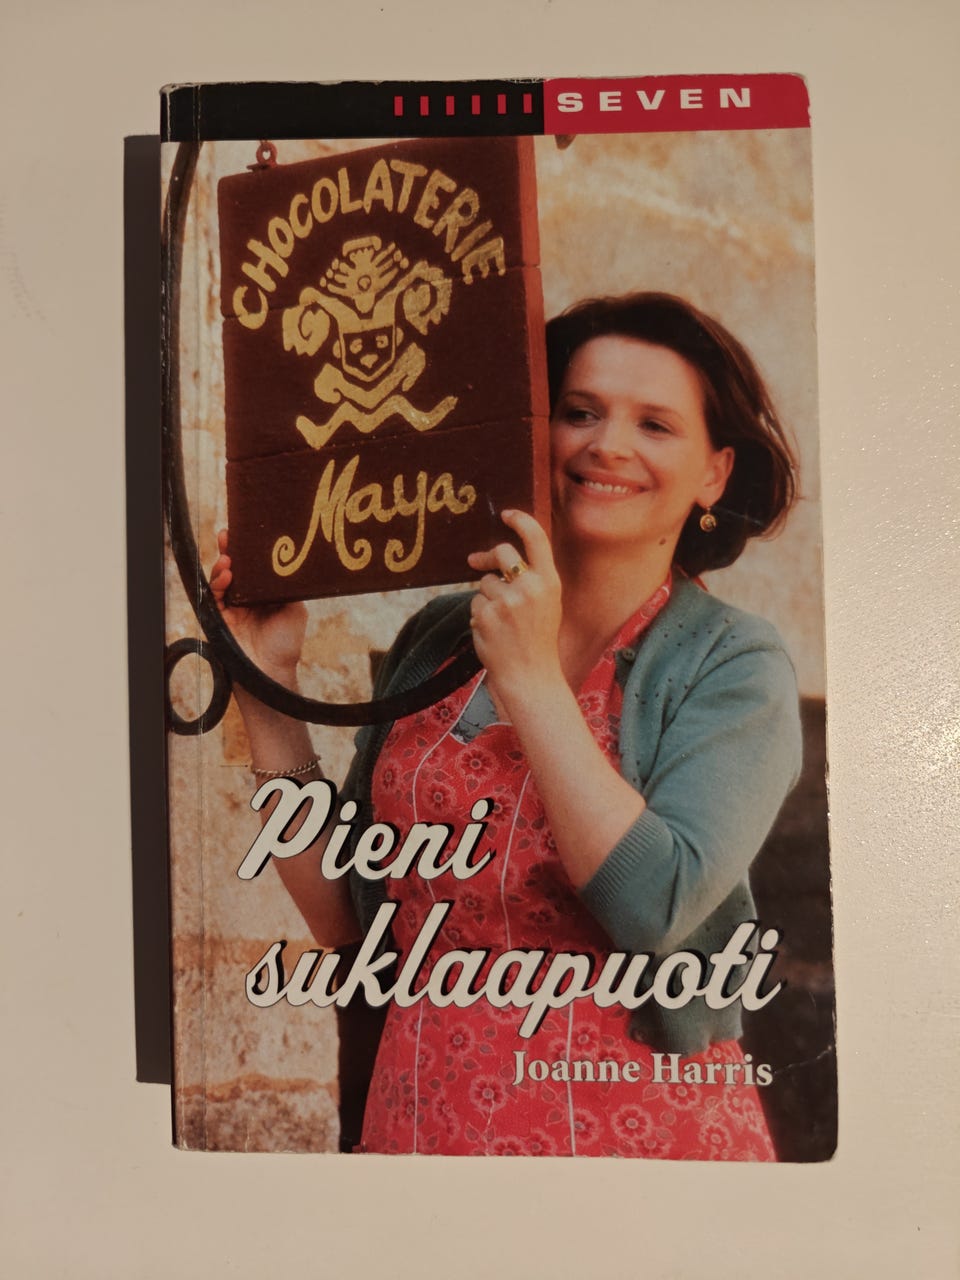 SEVEN
CHOCOLATERIE
Maya
Pieni
suklaapuoti
Joanne Harris